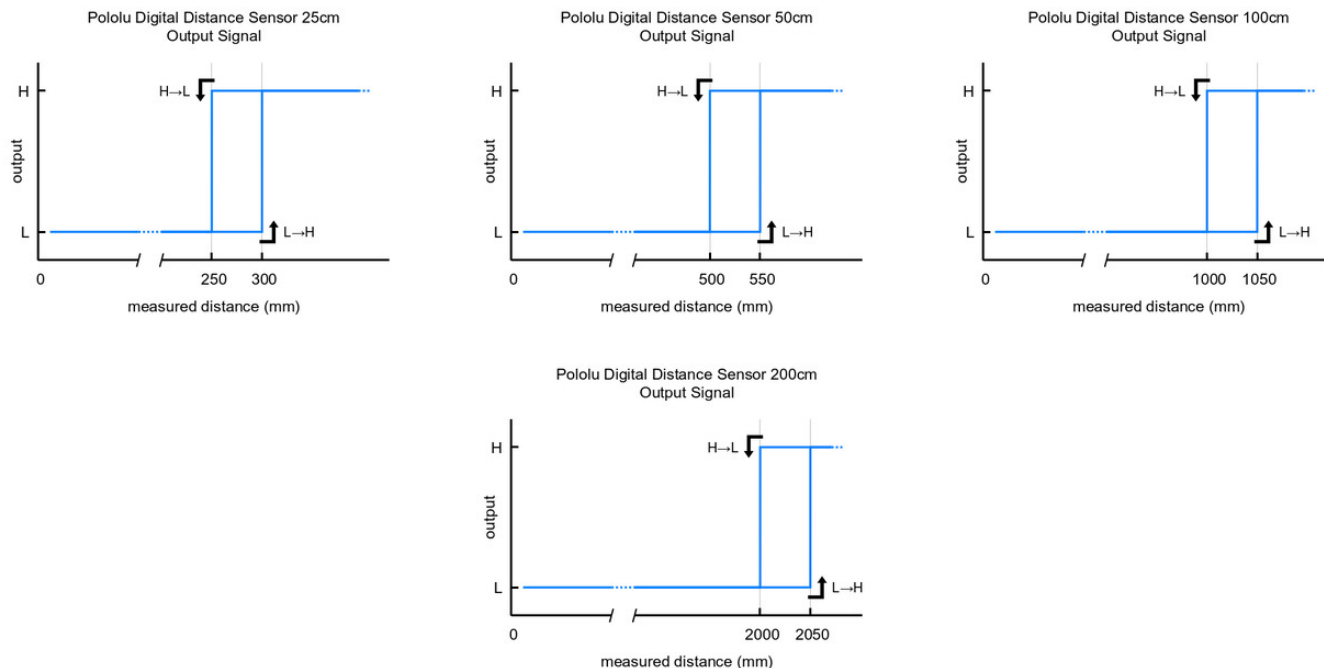 Pololu Digital Distance Sensor 25cm
Output Signal
H
H→L
output
L
L→H
0
250
300
measured distance (mm)
Pololu Digital Distance Sensor 50cm
Output Signal
H
H→L
output
L
L→H
0
500
550
measured distance (mm)
Pololu Digital Distance Sensor 100cm
Output Signal
H
H→L
output
L
L→H
0
1000
1050
measured distance (mm)
Pololu Digital Distance Sensor 200cm
Output Signal
H
H→L
output
L
L→H
0
2000
2050
measured distance (mm)